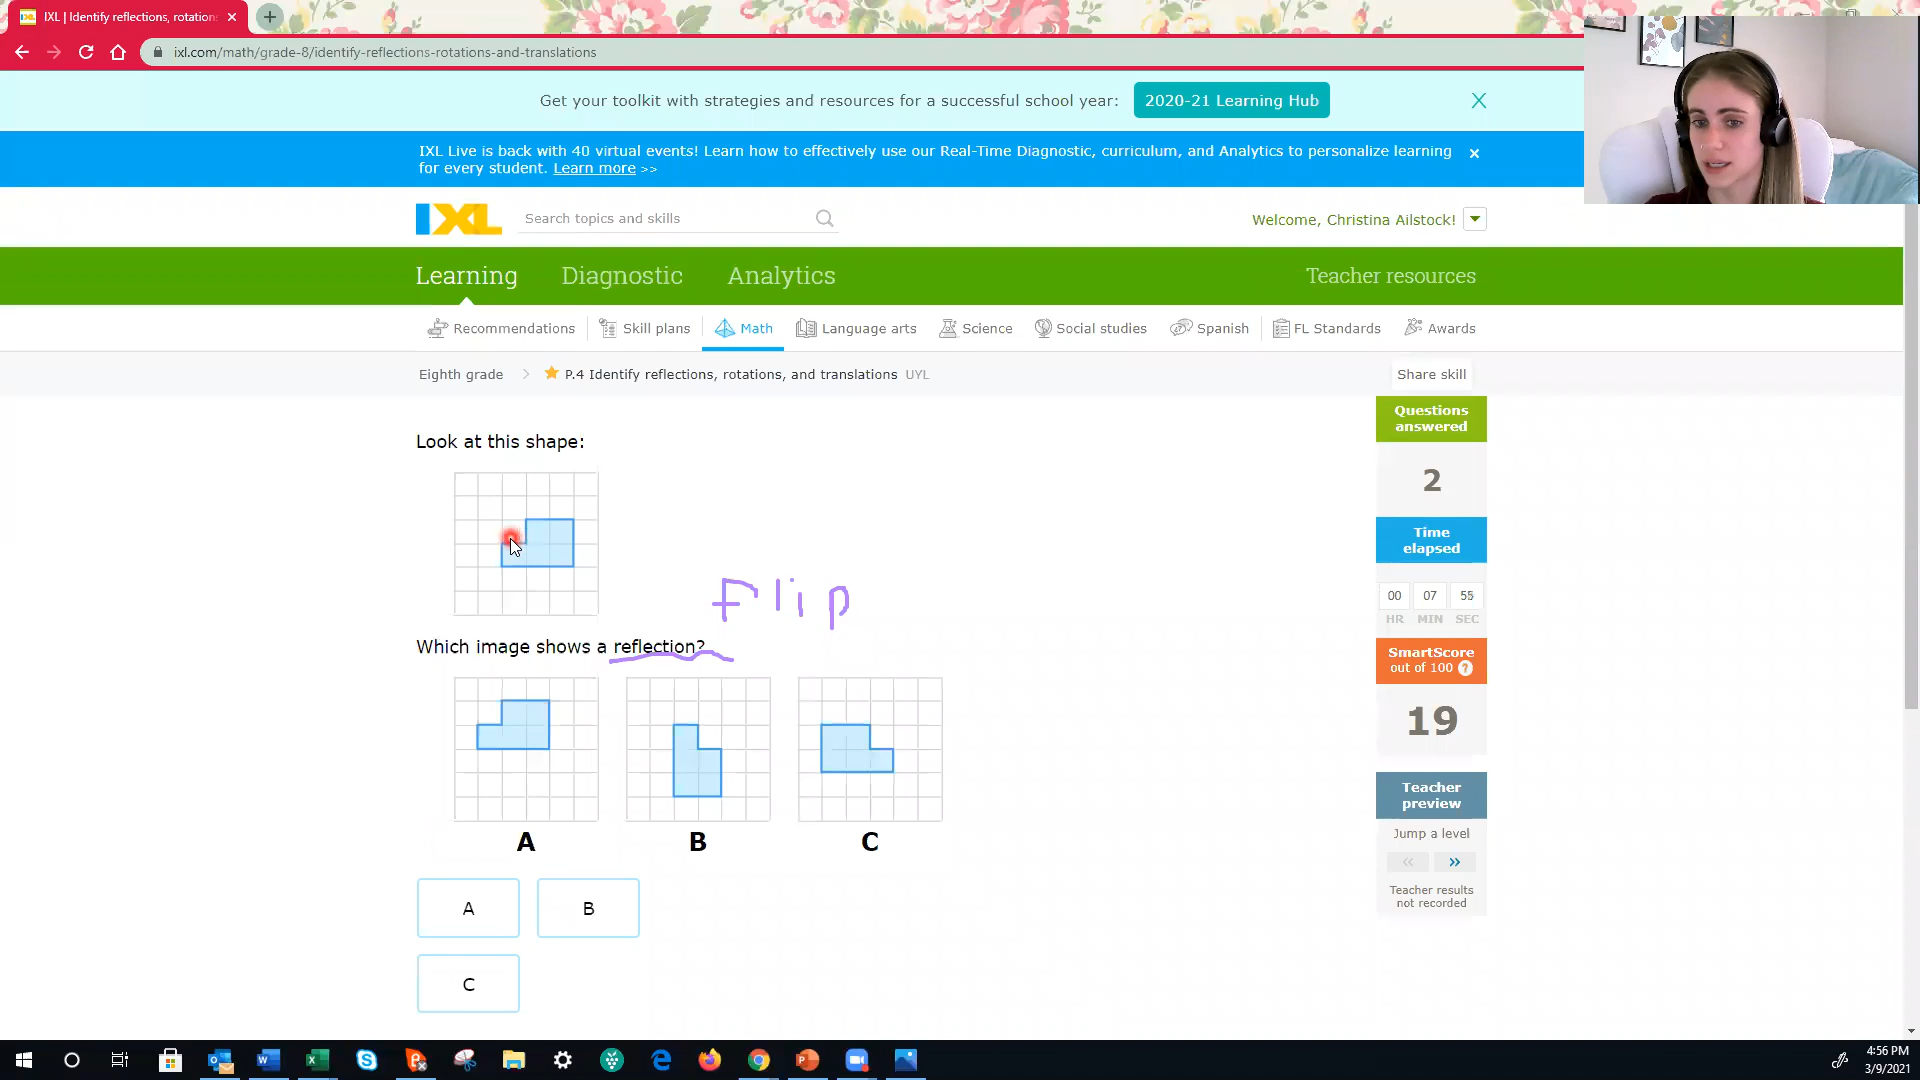 IXL | Identify reflections, rotation
ixl.com/math/grade-8/identify-reflections-rotations-and-translations
Get your toolkit with strategies and resources for a successful school year: 2020-21 Learning Hub
IXL Live is back with 40 virtual events! Learn how to effectively use our Real-Time Diagnostic, curriculum, and Analytics to personalize learning
for every student. Learn more >>
IXL
Search topics and skills
Welcome, Christina Ailstock!
Learning Diagnostic Analytics Teacher resources
Recommendations Skill plans Math Language arts Science Social studies Spanish FL Standards Awards
Eighth grade > P.4 Identify reflections, rotations, and translations UYL
Share skill
Look at this shape:
Flip
Which image shows a reflection?
A B C
A B
C
Questions
answered
2
Time
elapsed
00 07 55
HR MIN SEC
SmartScore
out of 100 ?
19
Teacher
preview
Jump a level
<< >>
Teacher results
not recorded
4:56 PM
3/9/2021